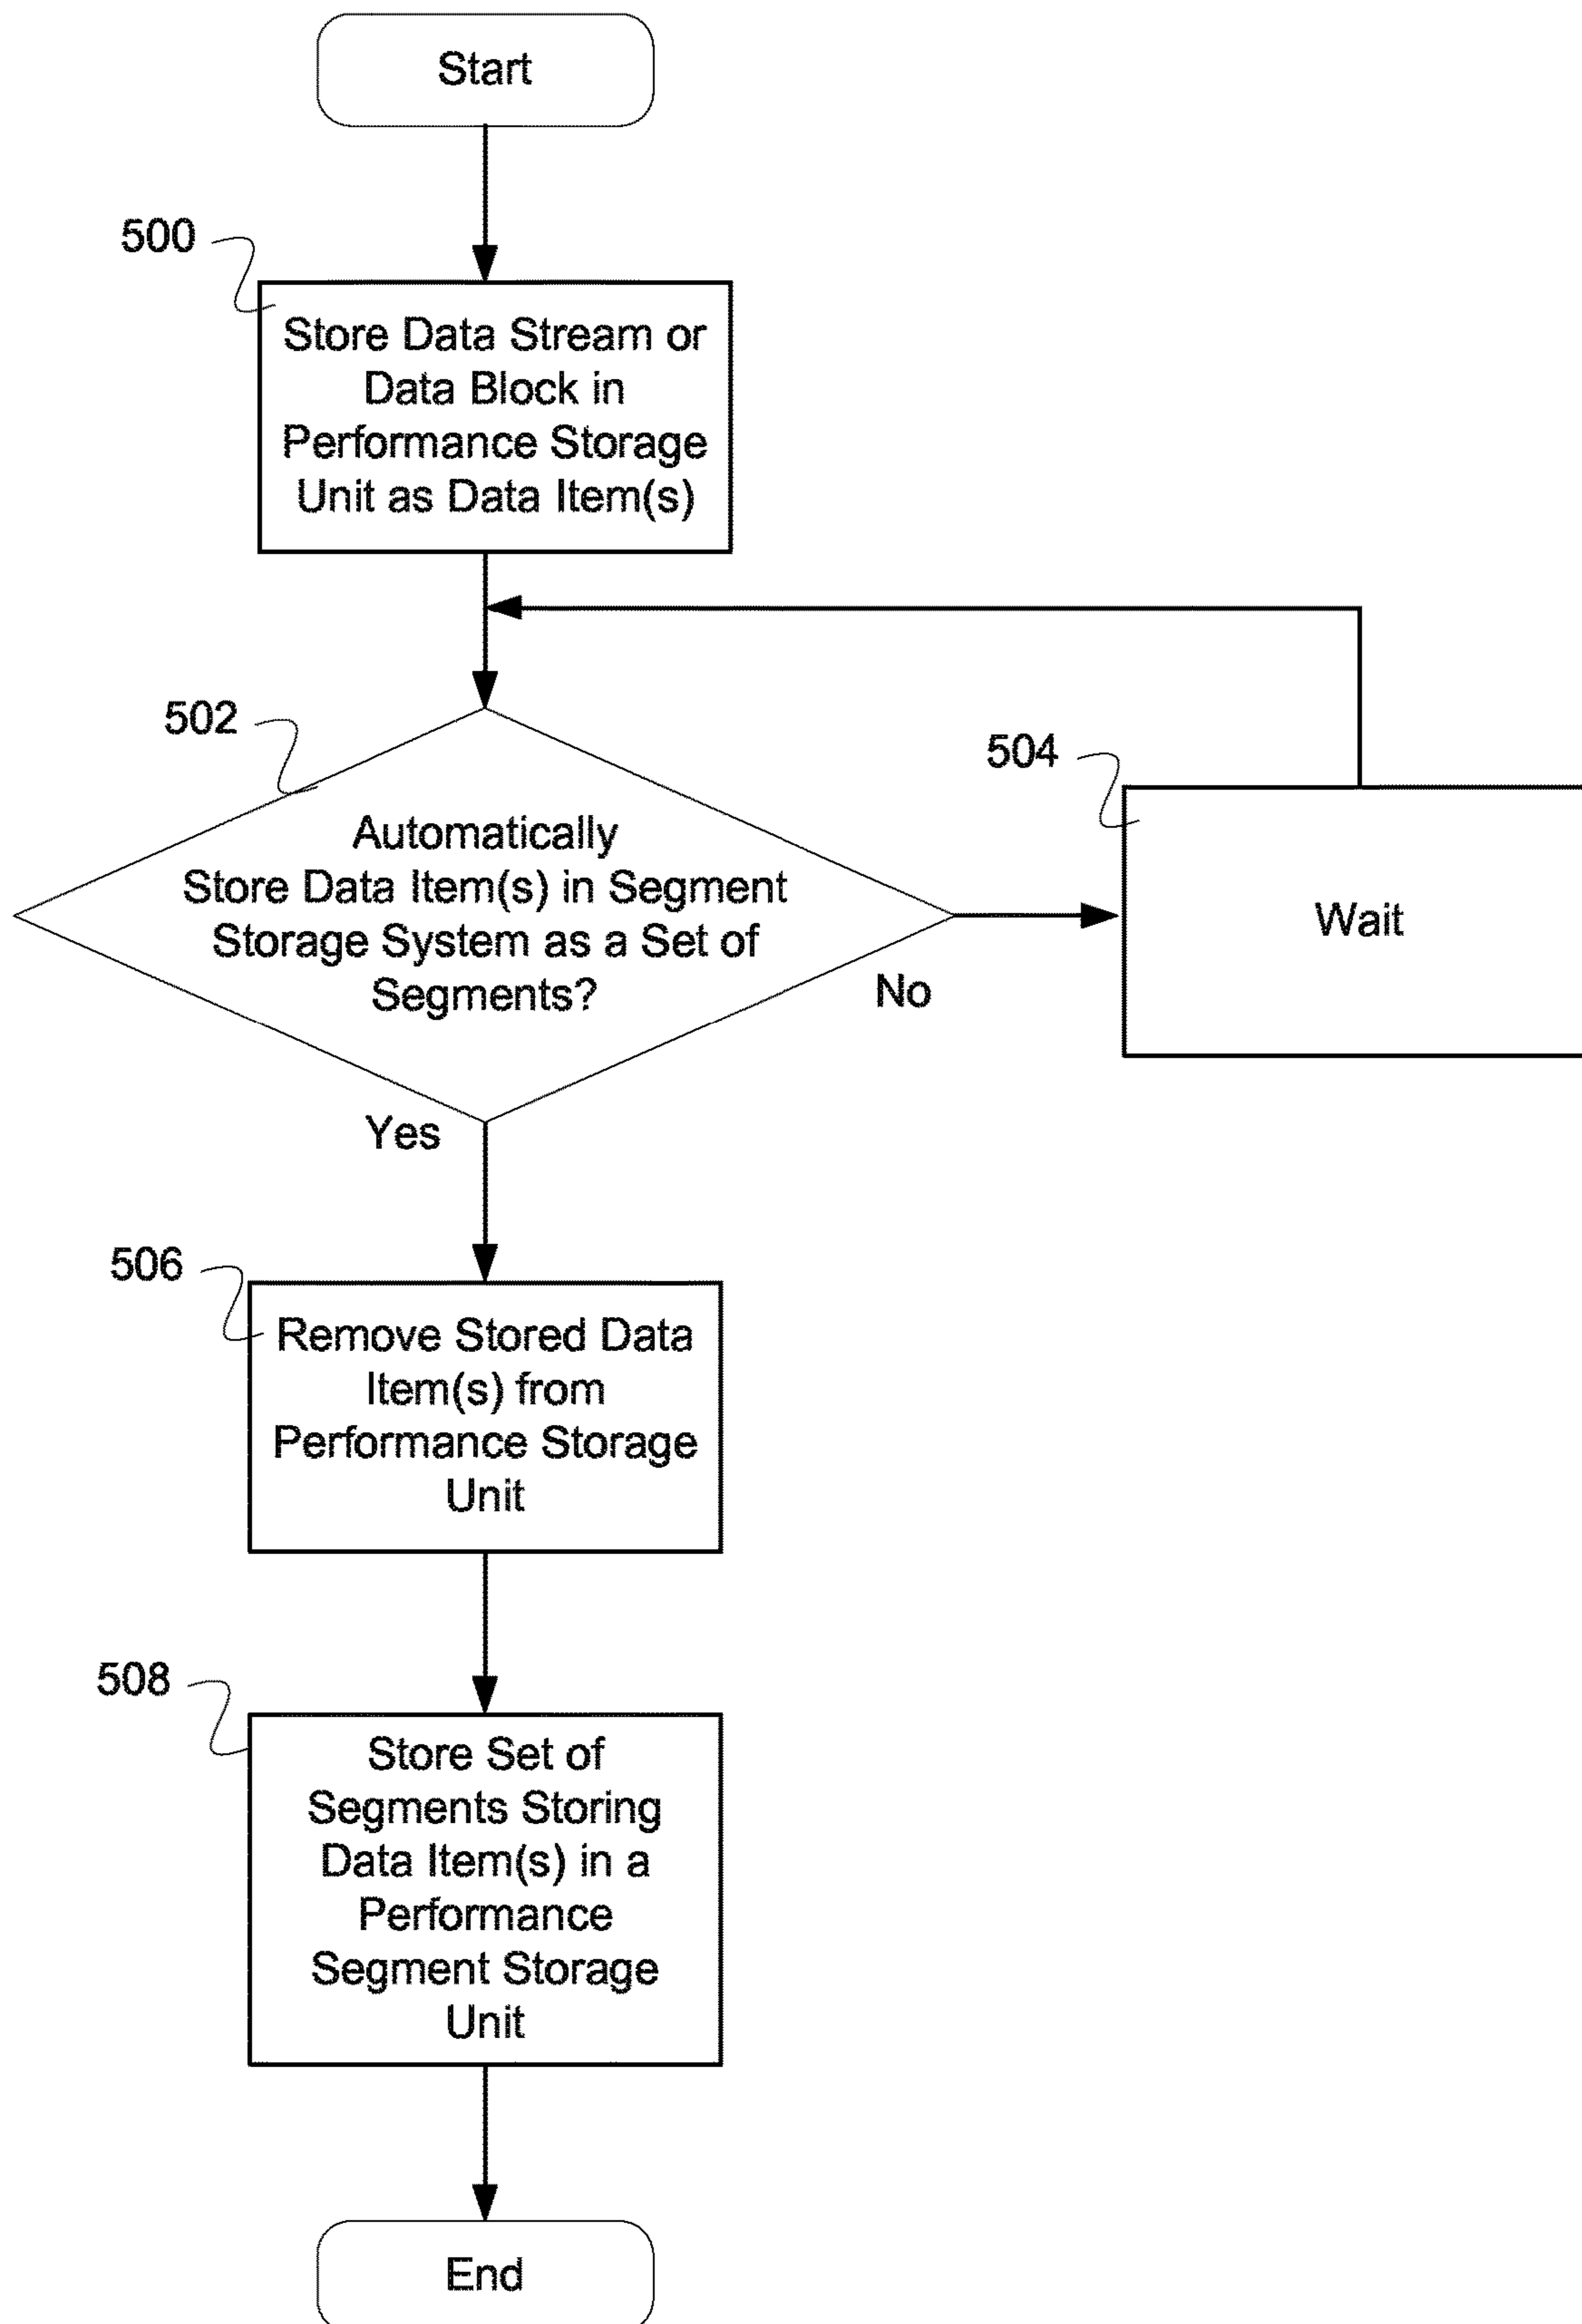 Start
500
Store Data Stream or
Data Block in
Performance Storage
Unit as Data Item(s)
502
Automatically
Store Data Item(s) in Segment
Storage System as a Set of
Segments?
504
Wait
No
Yes
506
Remove Stored Data
Item(s) from
Performance Storage
Unit
508
Store Set of
Segments Storing
Data Item(s) in a
Performance
Segment Storage
Unit
End